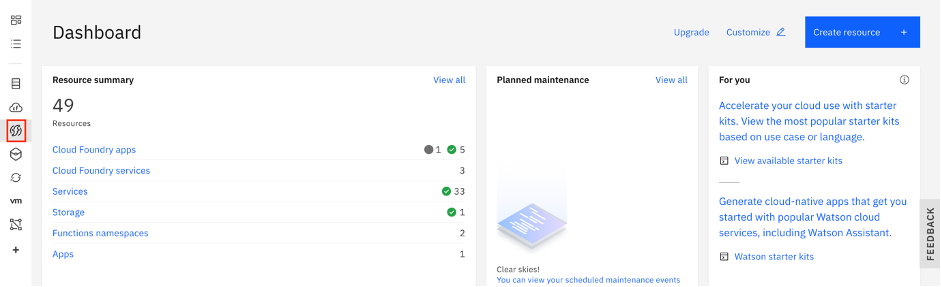 Dashboard
Upgrade
Customize
Create resource +
Resource summary
View all
49
Resources
Cloud Foundry apps 1 5
Cloud Foundry services 3
Services 33
Storage 1
Functions namespaces 2
Apps 1
Planned maintenance
View all
Clear skies!
You can view your scheduled maintenance events
For you
Accelerate your cloud use with starter
kits. View the most popular starter kits
based on use case or language.
View available starter kits
Generate cloud-native apps that get you
started with popular Watson cloud
services, including Watson Assistant.
Watson starter kits
FEEDBACK
vm